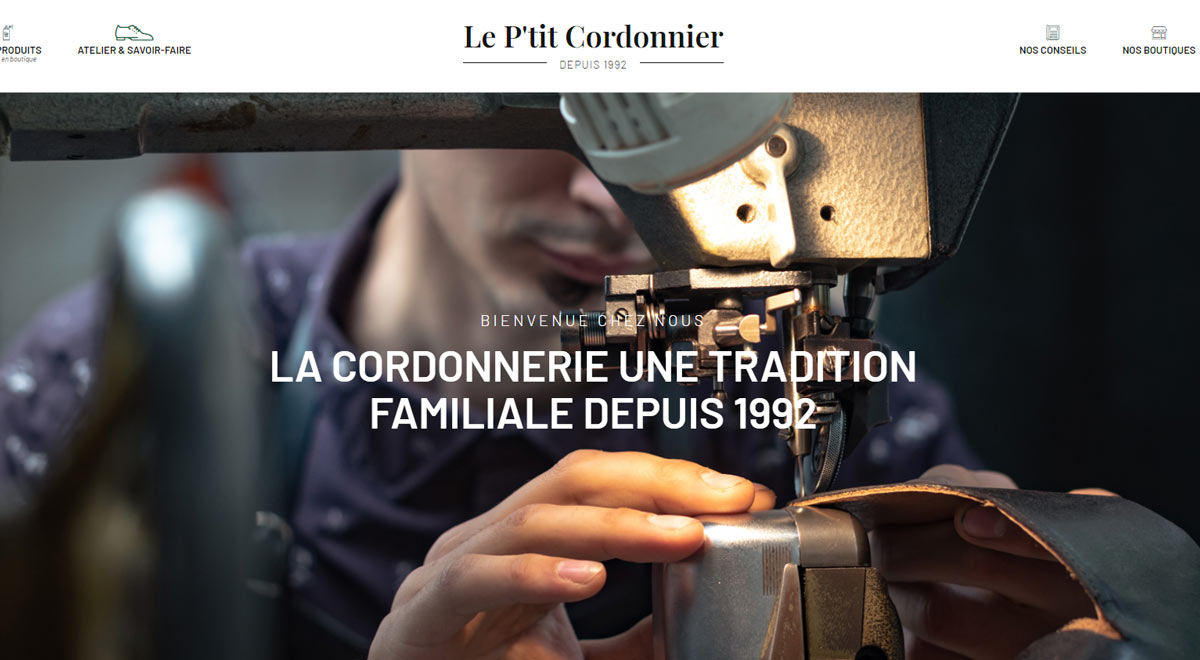 PRODUITS
en boutique
ATELIER & SAVOIR-FAIRE
Le P'tit Cordonnier
DEPUIS 1992
NOS CONSEILS
NOS BOUTIQUES
BIENVENUE CHEZ NOUS
LA CORDONNERIE UNE TRADITION
FAMILIALE DEPUIS 1992